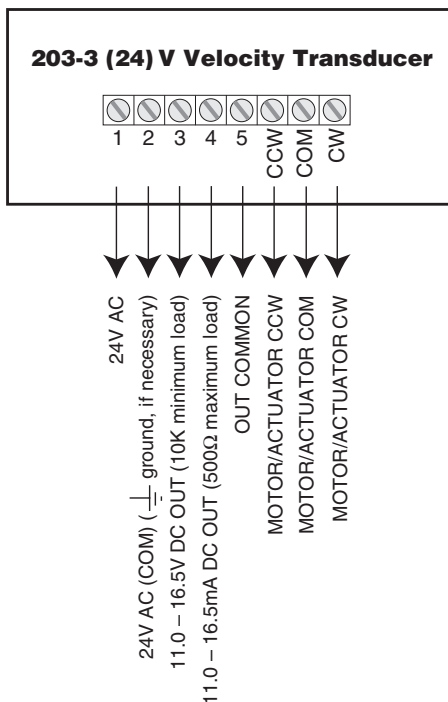 203-3 (24) V Velocity Transducer
1 2 3 4 5 CCW COM CW
24V AC
24V AC (COM) (⏚ ground, if necessary)
11.0 – 16.5V DC OUT (10K minimum load)
11.0 – 16.5mA DC OUT (500Ω maximum load)
OUT COMMON
MOTOR/ACTUATOR CCW
MOTOR/ACTUATOR COM
MOTOR/ACTUATOR CW